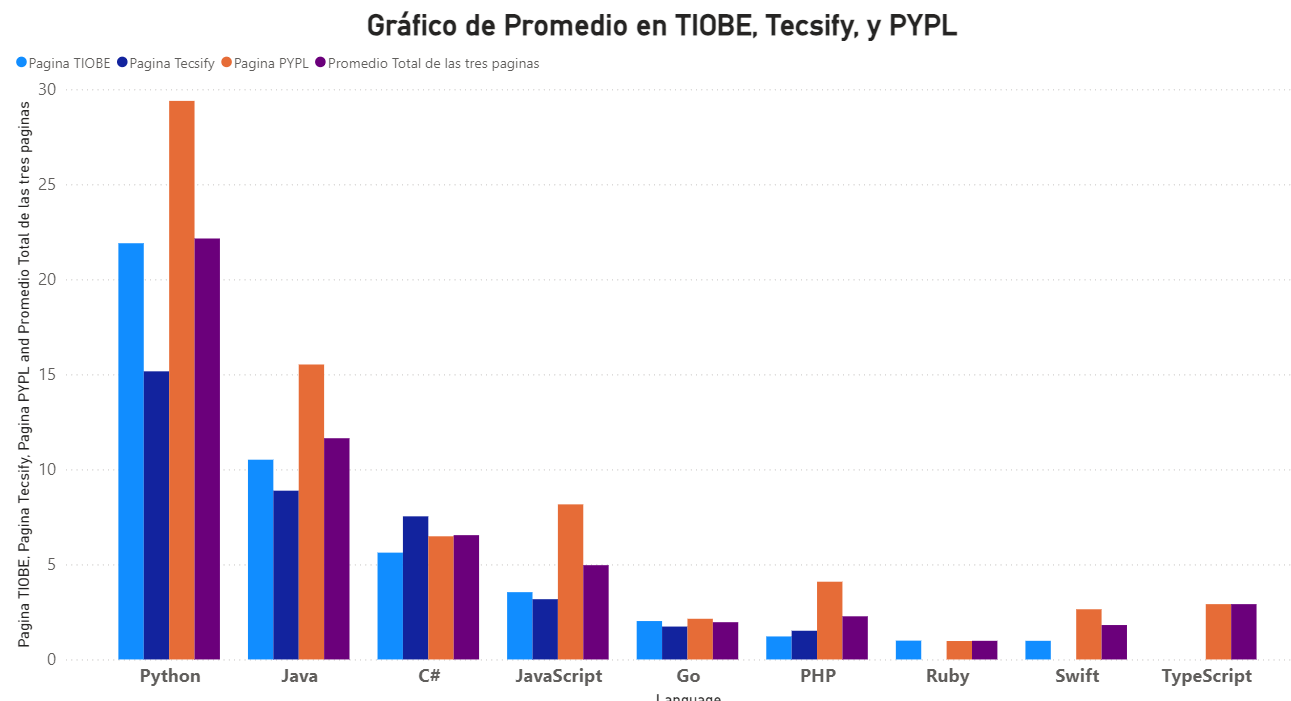 Gráfico de Promedio en TIOBE, Tecsify, y PYPL
Pagina TIOBE Pagina Tecsify Pagina PYPL Promedio Total de las tres paginas
Pagina TIOBE, Pagina Tecsify, Pagina PYPL and Promedio Total de las tres paginas
30
25
20
15
10
5
0
Python Java C# JavaScript Go PHP Ruby Swift TypeScript
Language